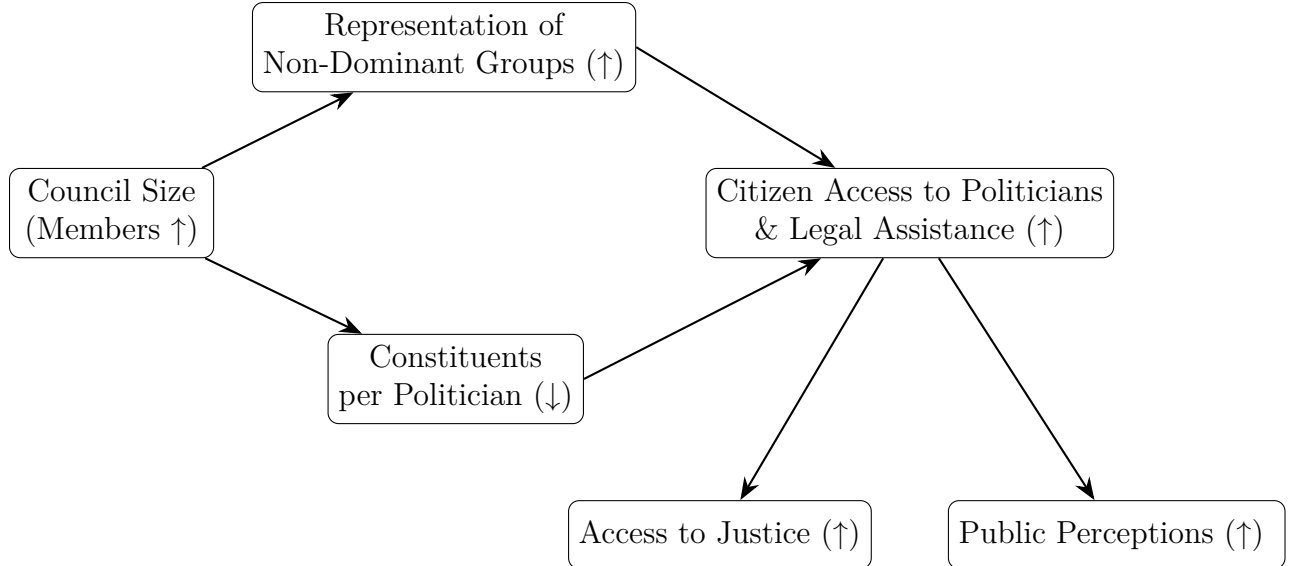 Representation of
Non-Dominant Groups (↑)
Council Size
(Members ↑)
Citizen Access to Politicians
& Legal Assistance (↑)
Constituents
per Politician (↓)
Access to Justice (↑)
Public Perceptions (↑)